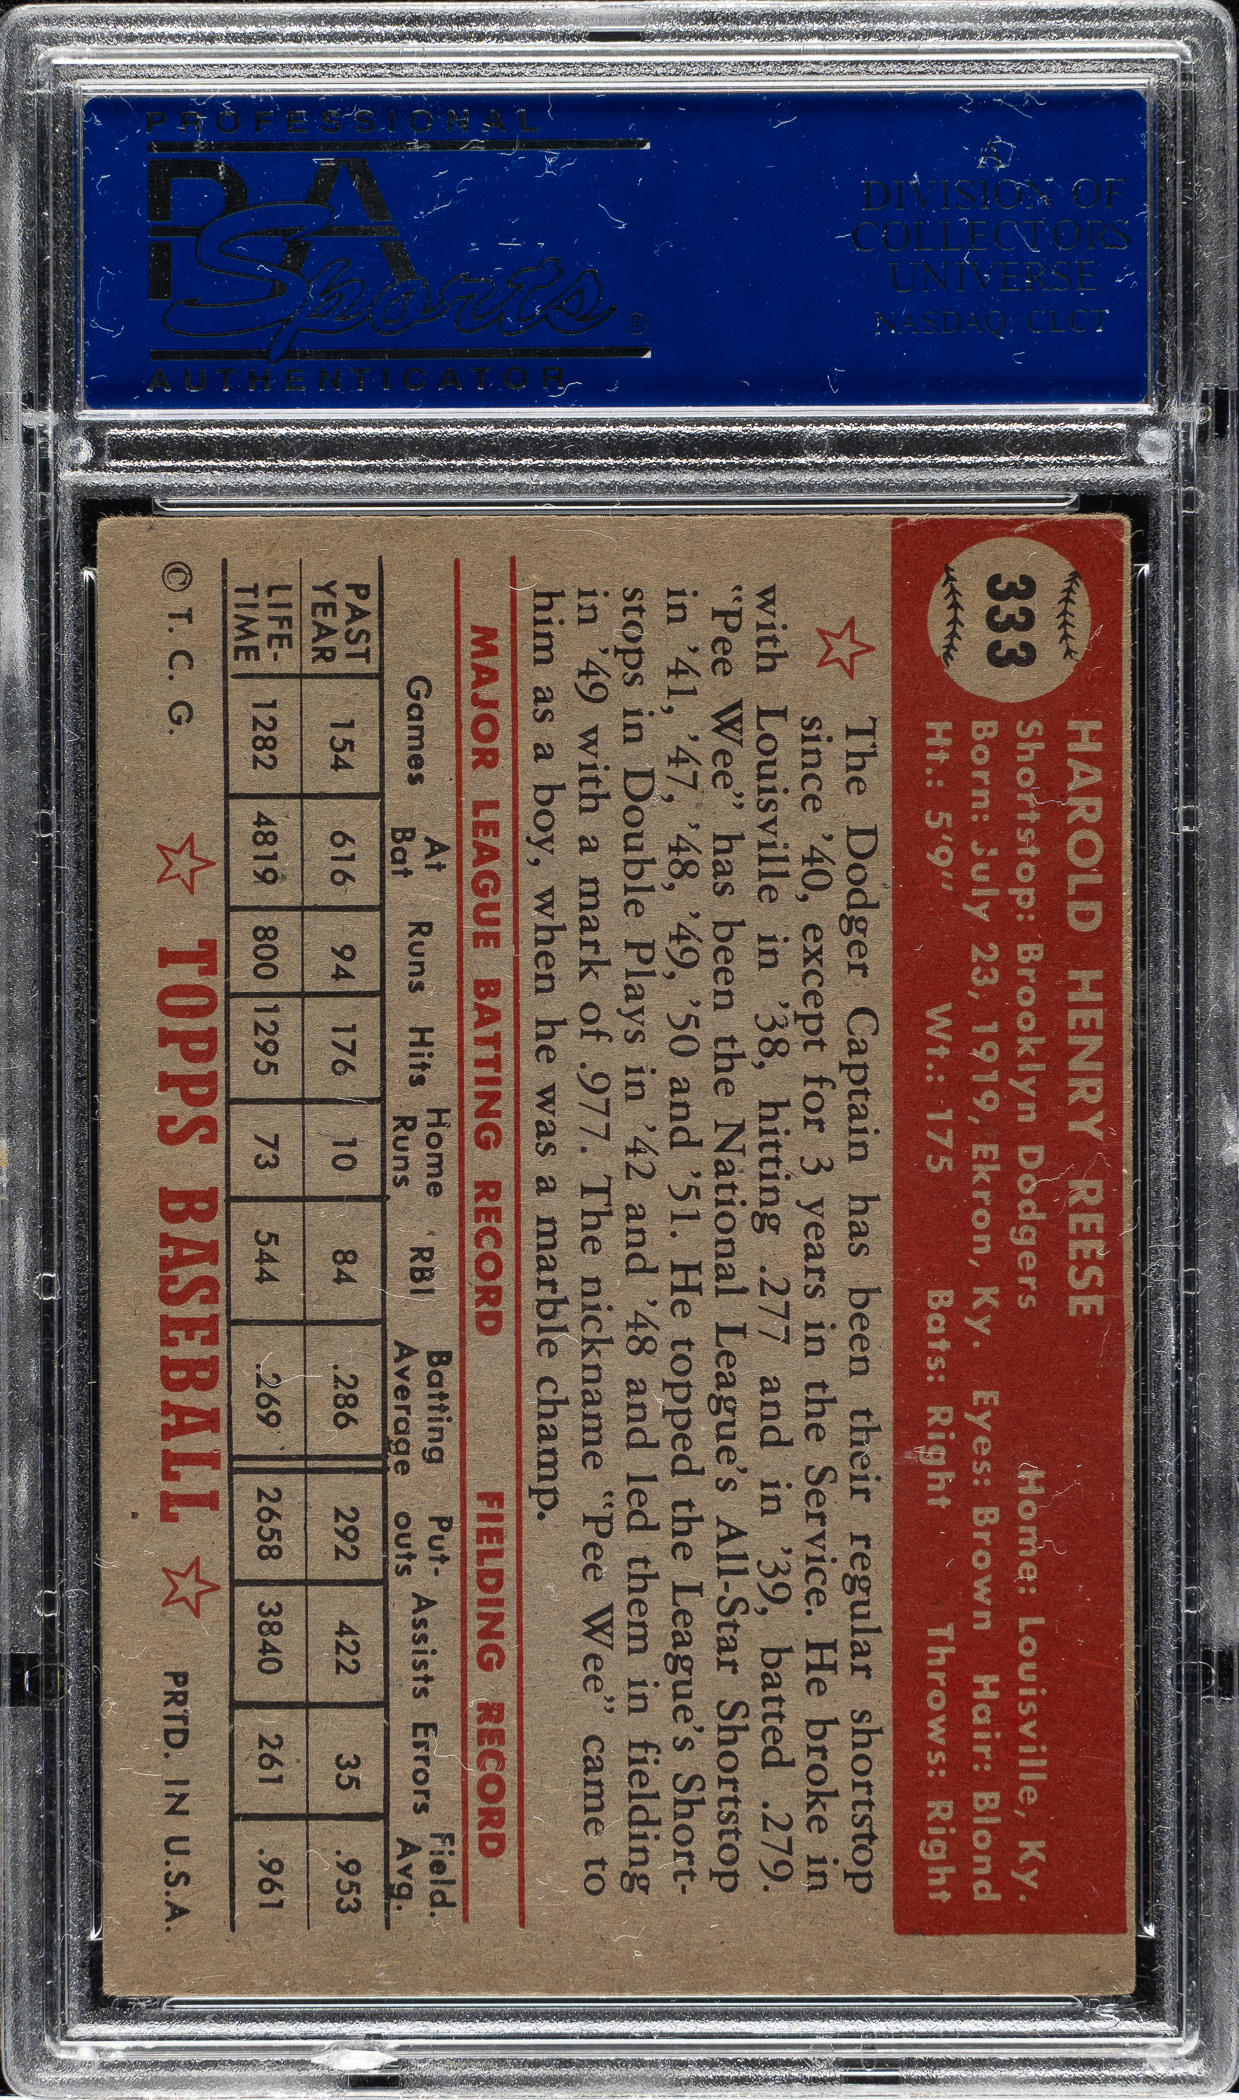 PROFESSIONAL
PSA
Sports®
AUTHENTICATOR
A
DIVISION OF
COLLECTORS
UNIVERSE
NASDAQ: CLCT
333
HAROLD HENRY REESE
Shortstop: Brooklyn Dodgers Home: Louisville, Ky.
Born: July 23, 1919, Ekron, Ky. Eyes: Brown Hair: Blond
Ht.: 5'9" Wt.: 175 Bats: Right Throws: Right
The Dodger Captain has been their regular shortstop
since '40, except for 3 years in the Service. He broke in
with Louisville in '38, hitting .277 and in '39, batted .279.
"Pee Wee" has been the National League's All-Star Shortstop
in '41, '47, '48, '49, '50 and '51. He topped the League's Short-
stops in Double Plays in '42 and '48 and led them in fielding
in '49 with a mark of .977. The nickname "Pee Wee" came to
him as a boy, when he was a marble champ.
MAJOR LEAGUE BATTING RECORD FIELDING RECORD
Games At Bat Runs Hits Home Runs RBI Batting Average Put-outs Assists Errors Field. Avg.
PAST YEAR 154 616 94 176 10 84 .286 292 422 35 .953
LIFE-TIME 1282 4819 800 1295 73 544 .269 2658 3840 261 .961
© T. C. G. TOPPS BASEBALL PRTD. IN U.S.A.